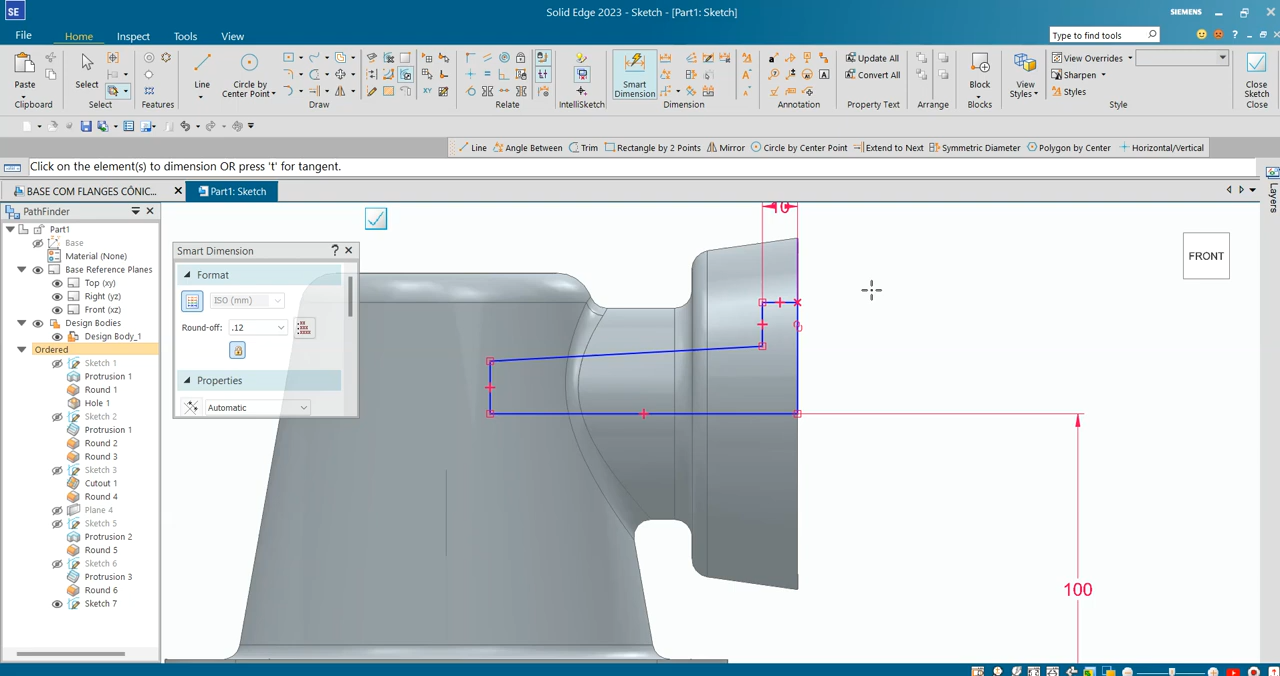 SE
Solid Edge 2023 - Sketch - [Part1: Sketch]
SIEMENS
File
Home
Inspect
Tools
View
Type to find tools
Paste
Select
Line
Circle by Center Point
Smart Dimension
Update All
Convert All
Block
View Styles
View Overrides
Sharpen
Styles
Close Sketch
Clipboard
Select
Features
Draw
Relate
IntelliSketch
Dimension
Annotation
Property Text
Arrange
Blocks
Style
Close
Line
Angle Between
Trim
Rectangle by 2 Points
Mirror
Circle by Center Point
Extend to Next
Symmetric Diameter
Polygon by Center
Horizontal/Vertical
Click on the element(s) to dimension OR press 't' for tangent.
BASE COM FLANGES CÔNIC...
Part1: Sketch
Layers
PathFinder
Part1
Base
Material (None)
Base Reference Planes
Top (xy)
Right (yz)
Front (xz)
Design Bodies
Design Body_1
Ordered
Sketch 1
Protrusion 1
Round 1
Hole 1
Sketch 2
Protrusion 1
Round 2
Round 3
Sketch 3
Cutout 1
Round 4
Plane 4
Sketch 5
Protrusion 2
Round 5
Sketch 6
Protrusion 3
Round 6
Sketch 7
Smart Dimension
Format
ISO (mm)
Round-off:
.12
Properties
Automatic
10
100
FRONT